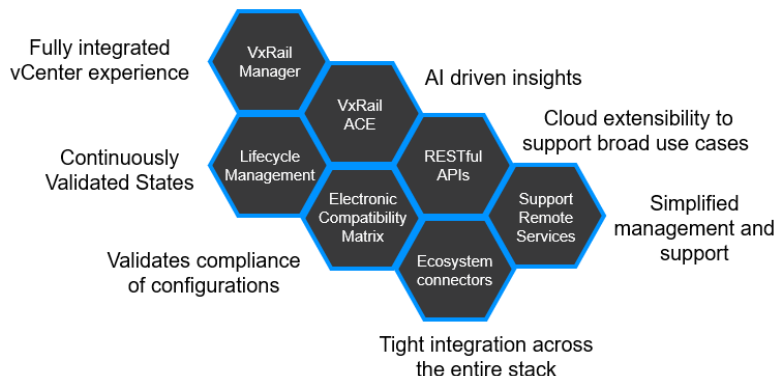 Fully integrated
vCenter experience
VxRail
Manager
AI driven insights
VxRail
ACE
Cloud extensibility to
support broad use cases
Continuously
Validated States
Lifecycle
Management
RESTful
APIs
Electronic
Compatibility
Matrix
Support
Remote
Services
Simplified
management and
support
Validates compliance
of configurations
Ecosystem
connectors
Tight integration across
the entire stack